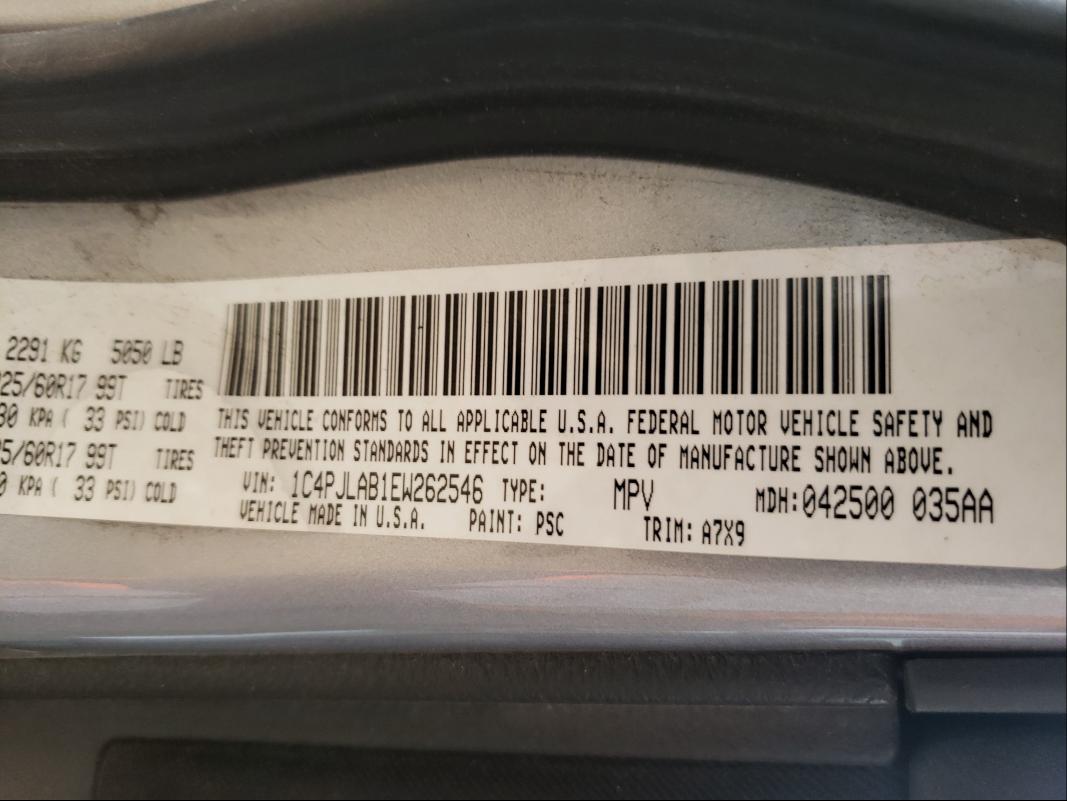 2291 KG 5050 LB
25/60R17 99T TIRES
30 KPA ( 33 PSI) COLD
5/60R17 99T TIRES
0 KPA ( 33 PSI) COLD
THIS VEHICLE CONFORMS TO ALL APPLICABLE U.S.A. FEDERAL MOTOR VEHICLE SAFETY AND
THEFT PREVENTION STANDARDS IN EFFECT ON THE DATE OF MANUFACTURE SHOWN ABOVE.
VIN: 1C4PJLAB1EW262546 TYPE: MPV MDH:042500 035AA
VEHICLE MADE IN U.S.A. PAINT: PSC TRIM: A7X9